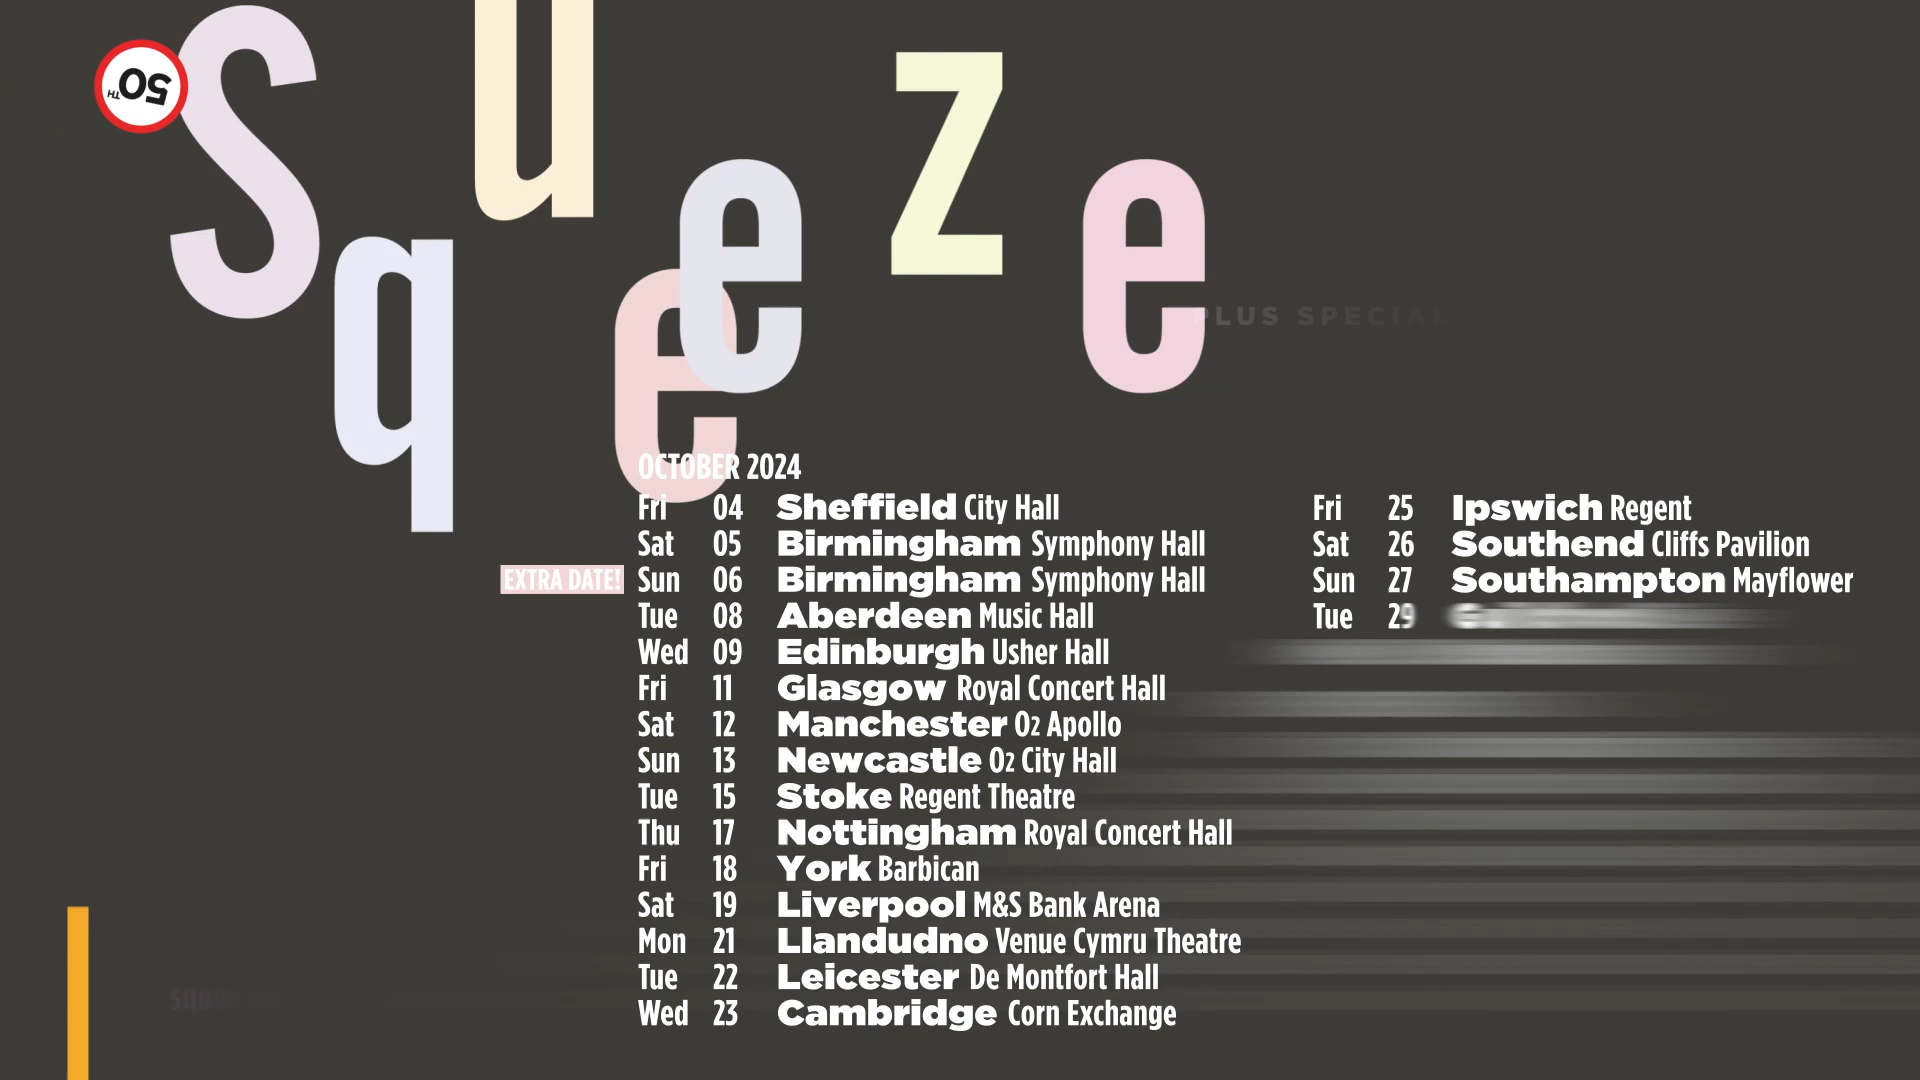 50TH
Squeeze
PLUS SPECIAL
OCTOBER 2024
Fri 04 Sheffield City Hall
Sat 05 Birmingham Symphony Hall
EXTRA DATE! Sun 06 Birmingham Symphony Hall
Tue 08 Aberdeen Music Hall
Wed 09 Edinburgh Usher Hall
Fri 11 Glasgow Royal Concert Hall
Sat 12 Manchester O2 Apollo
Sun 13 Newcastle O2 City Hall
Tue 15 Stoke Regent Theatre
Thu 17 Nottingham Royal Concert Hall
Fri 18 York Barbican
Sat 19 Liverpool M&S Bank Arena
Mon 21 Llandudno Venue Cymru Theatre
Tue 22 Leicester De Montfort Hall
Wed 23 Cambridge Corn Exchange
Fri 25 Ipswich Regent
Sat 26 Southend Cliffs Pavilion
Sun 27 Southampton Mayflower
Tue 29